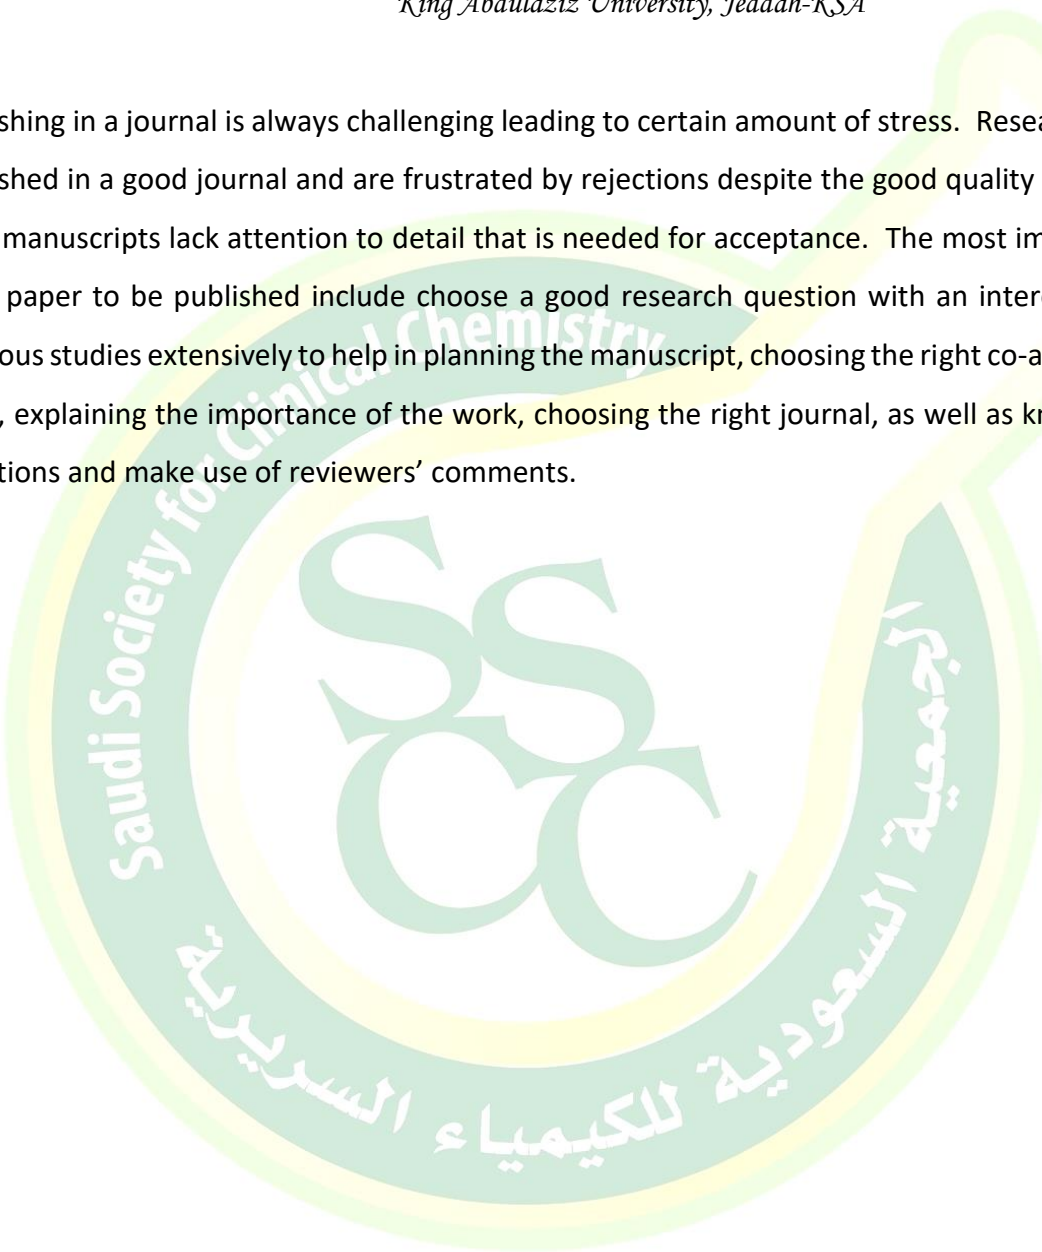 King Abdulaziz University, Jeddah-KSA
shing in a journal is always challenging leading to certain amount of stress. Resea
shed in a good journal and are frustrated by rejections despite the good quality
manuscripts lack attention to detail that is needed for acceptance. The most im
paper to be published include choose a good research question with an inter
ous studies extensively to help in planning the manuscript, choosing the right co-a
, explaining the importance of the work, choosing the right journal, as well as k
tions and make use of reviewers’ comments.
Saudi Society for Clinical Chemistry
SS
CC
الجمعية السعودية للكيمياء السريرية